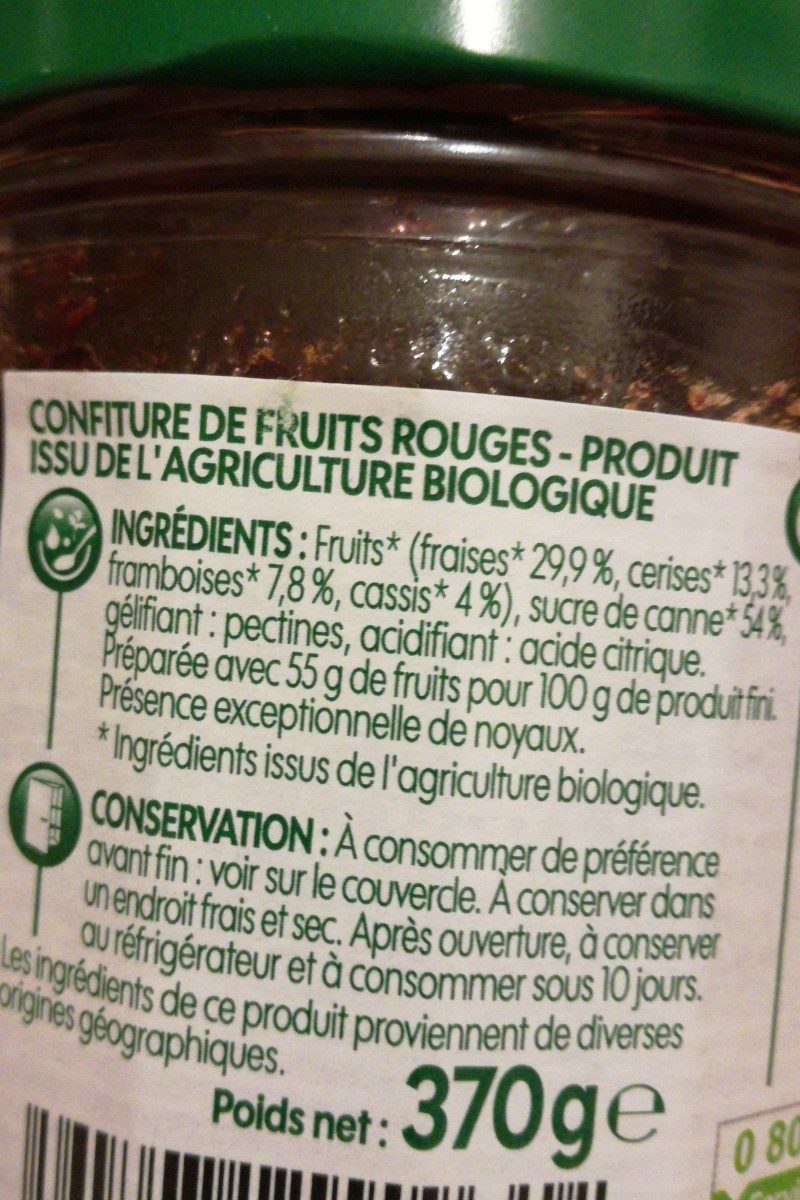 CONFITURE DE FRUITS ROUGES - PRODUIT
ISSU DE L'AGRICULTURE BIOLOGIQUE
INGRÉDIENTS : Fruits* (fraises* 29,9 %, cerises* 13,3%,
framboises* 7,8 %, cassis* 4 %), sucre de canne* 54 %,
gélifiant : pectines, acidifiant : acide citrique.
Préparée avec 55 g de fruits pour 100 g de produit fini.
Présence exceptionnelle de noyaux.
* Ingrédients issus de l'agriculture biologique.
CONSERVATION : À consommer de préférence
avant fin : voir sur le couvercle. À conserver dans
un endroit frais et sec. Après ouverture, à conserver
au réfrigérateur et à consommer sous 10 jours.
Les ingrédients de ce produit proviennent de diverses
origines géographiques.
Poids net : 370 g e
0 80